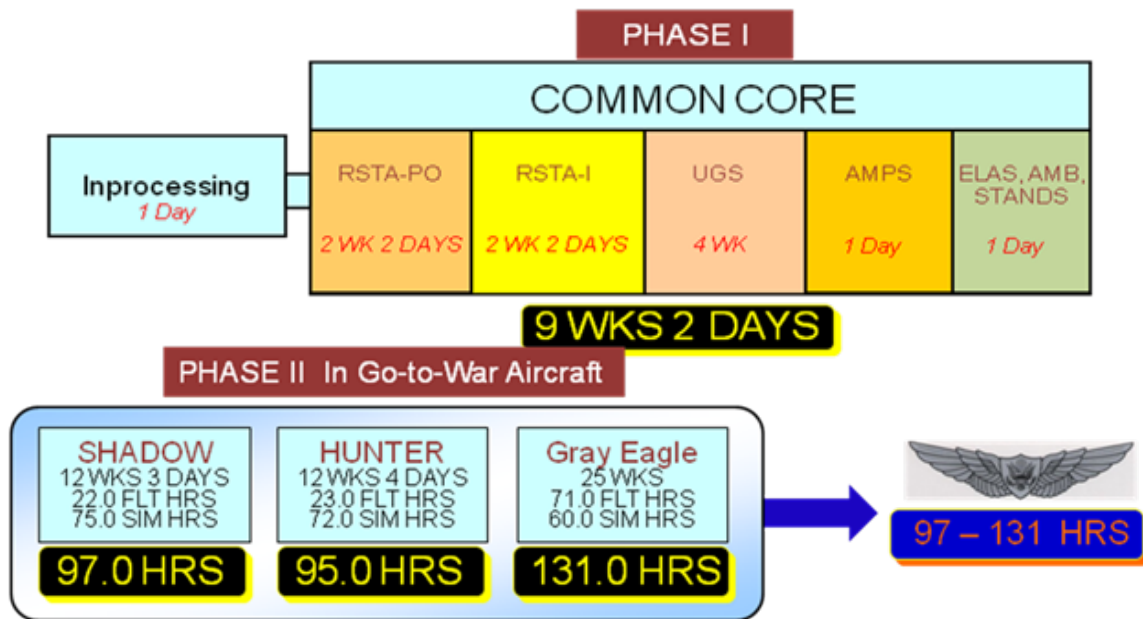 PHASE I
COMMON CORE
Inprocessing
1 Day
RSTA-PO
2 WK 2 DAYS
RSTA-I
2 WK 2 DAYS
UGS
4 WK
AMPS
1 Day
ELAS, AMB,
STANDS
1 Day
9 WKS 2 DAYS
PHASE II In Go-to-War Aircraft
SHADOW
12 WKS 3 DAYS
22.0 FLT HRS
75.0 SIM HRS
97.0 HRS
HUNTER
12 WKS 4 DAYS
23.0 FLT HRS
72.0 SIM HRS
95.0 HRS
Gray Eagle
25 WKS
71.0 FLT HRS
60.0 SIM HRS
131.0 HRS
97 – 131 HRS